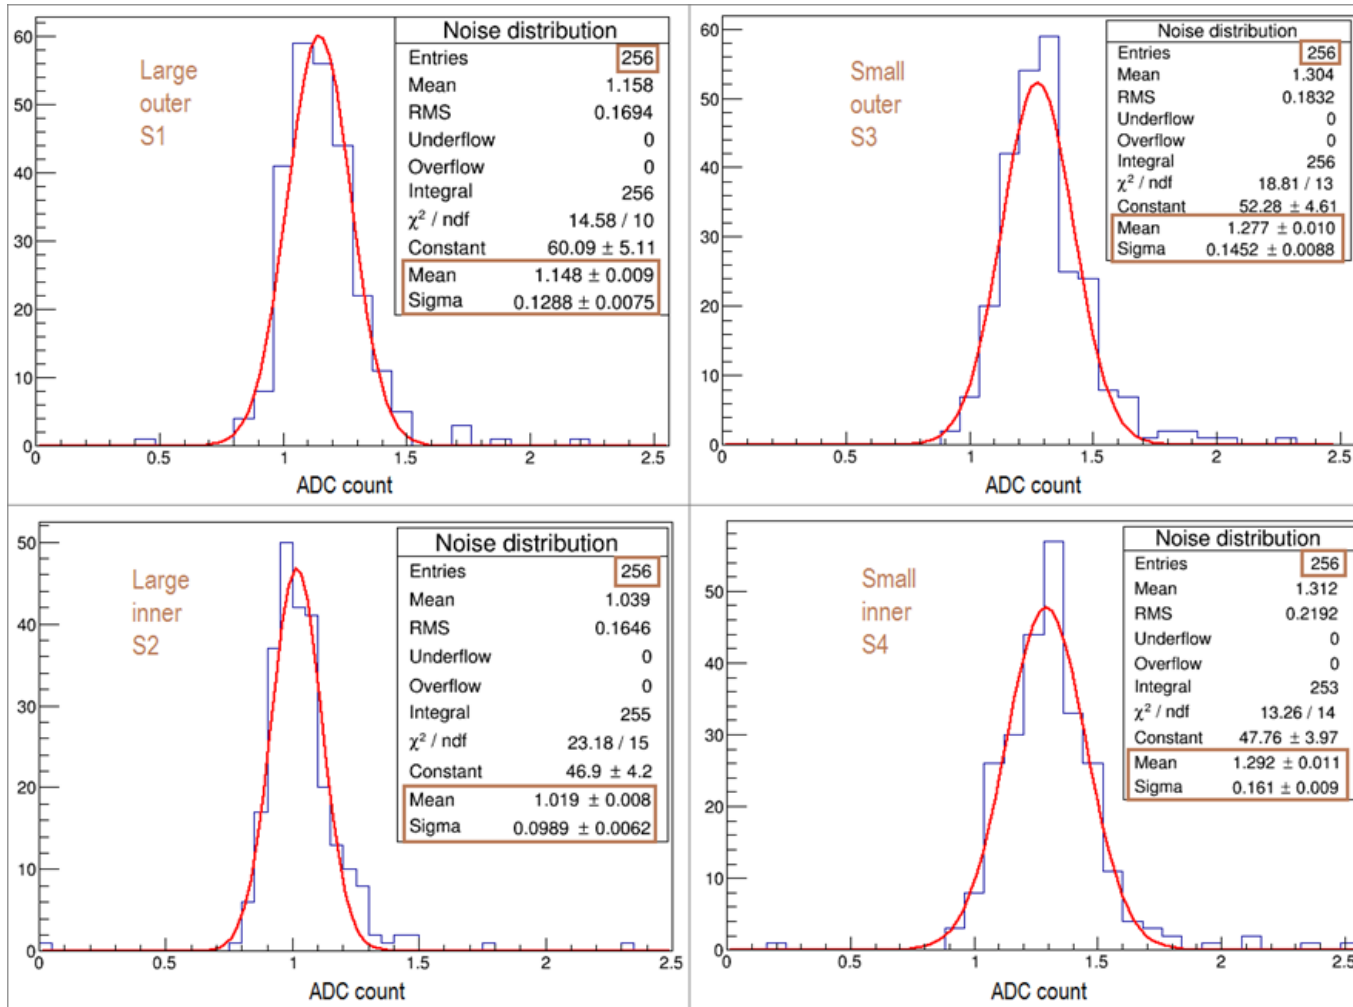 Noise distribution
Entries 256
Mean 1.158
RMS 0.1694
Underflow 0
Overflow 0
Integral 256
χ² / ndf 14.58 / 10
Constant 60.09 ± 5.11
Mean 1.148 ± 0.009
Sigma 0.1288 ± 0.0075
Large
outer
S1
60
50
40
30
20
10
0
0 0.5 1 1.5 2 2.5
ADC count
Noise distribution
Entries 256
Mean 1.304
RMS 0.1832
Underflow 0
Overflow 0
Integral 256
χ² / ndf 18.81 / 13
Constant 52.28 ± 4.61
Mean 1.277 ± 0.010
Sigma 0.1452 ± 0.0088
Small
outer
S3
60
50
40
30
20
10
0
0 0.5 1 1.5 2 2.5
ADC count
Noise distribution
Entries 256
Mean 1.039
RMS 0.1646
Underflow 0
Overflow 0
Integral 255
χ² / ndf 23.18 / 15
Constant 46.9 ± 4.2
Mean 1.019 ± 0.008
Sigma 0.0989 ± 0.0062
Large
inner
S2
50
40
30
20
10
0
0 0.5 1 1.5 2 2.5
ADC count
Noise distribution
Entries 256
Mean 1.312
RMS 0.2192
Underflow 0
Overflow 0
Integral 253
χ² / ndf 13.26 / 14
Constant 47.76 ± 3.97
Mean 1.292 ± 0.011
Sigma 0.161 ± 0.009
Small
inner
S4
50
40
30
20
10
0
0 0.5 1 1.5 2 2.5
ADC count